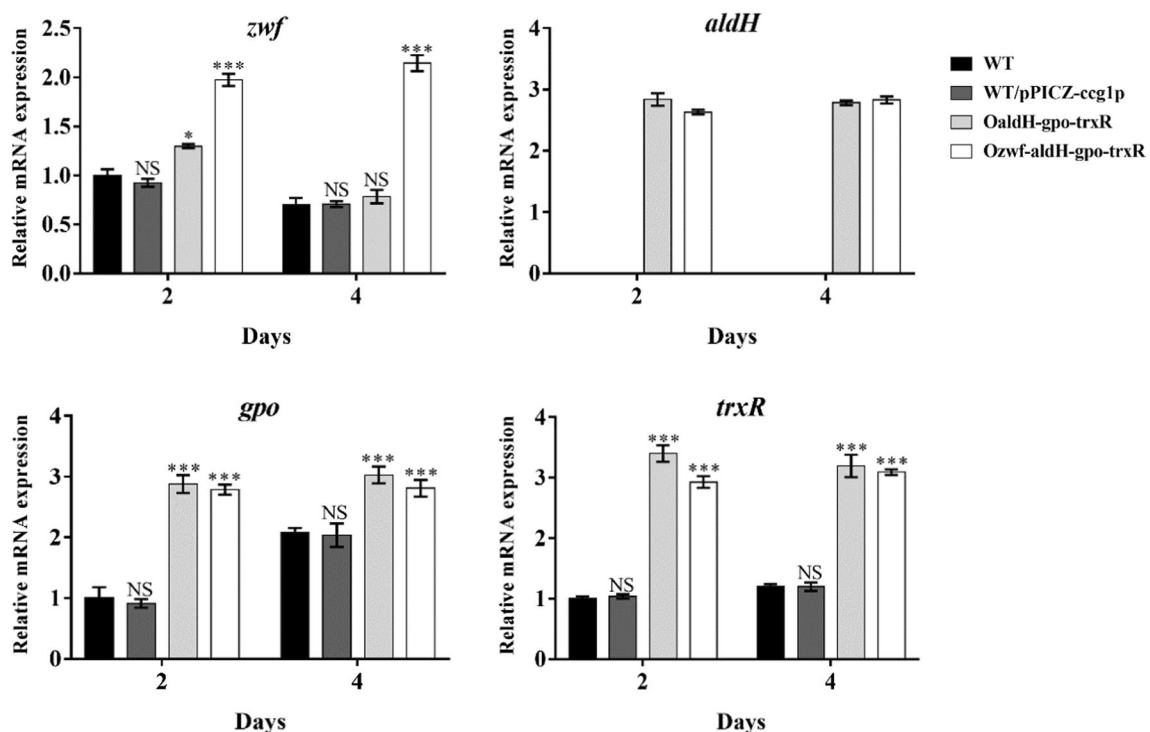 zwf
Relative mRNA expression
2.5
2.0
1.5
1.0
0.5
0.0
NS
*
***
NS
NS
***
2
4
Days
aldH
Relative mRNA expression
4
3
2
1
0
2
4
Days
WT
WT/pPICZ-ccg1p
OaldH-gpo-trxR
Ozwf-aldH-gpo-trxR
gpo
Relative mRNA expression
4
3
2
1
0
NS
***
***
NS
***
***
2
4
Days
trxR
Relative mRNA expression
4
3
2
1
0
NS
***
***
NS
***
***
2
4
Days